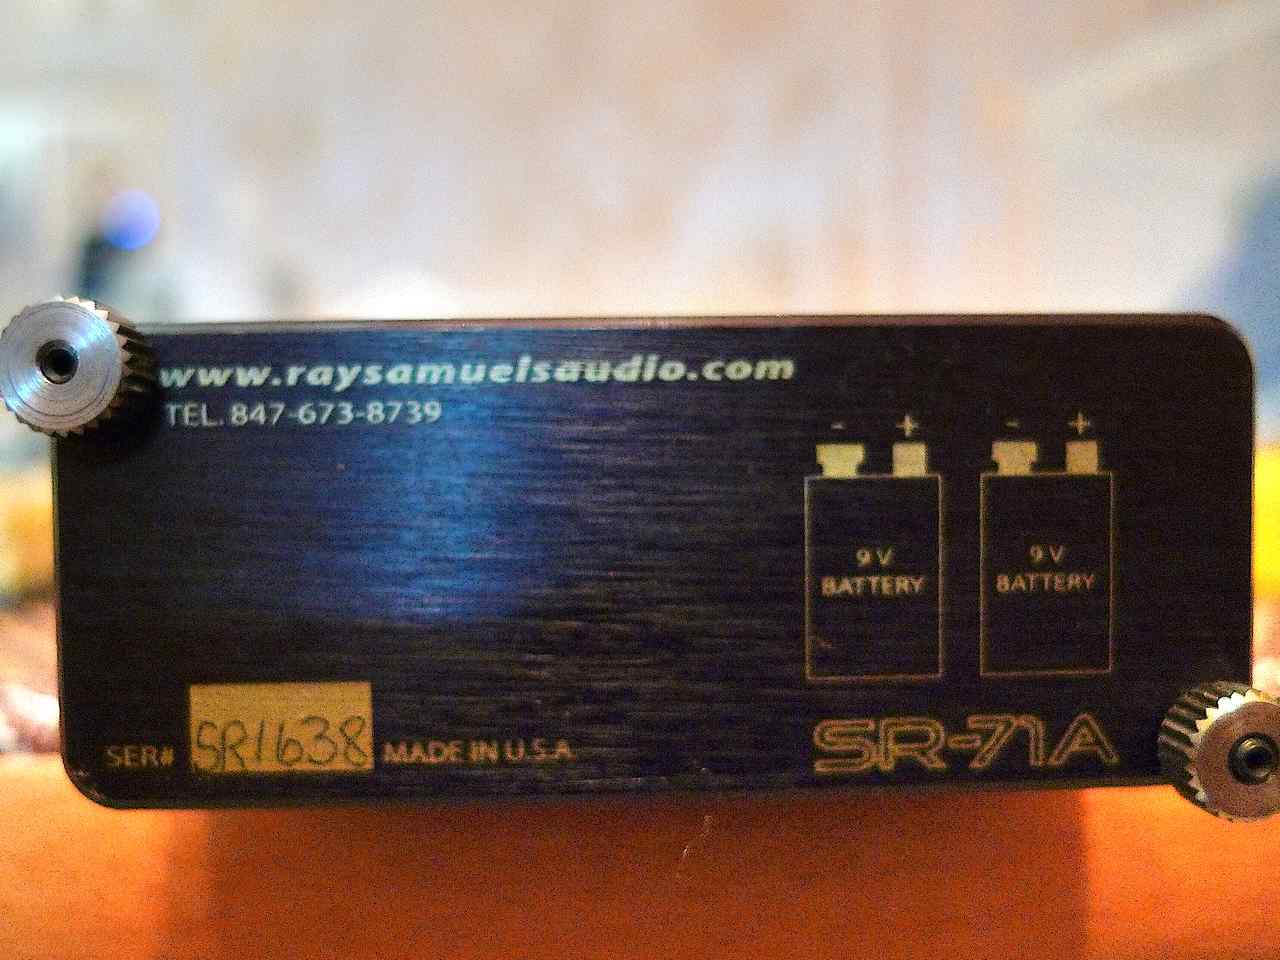 www.raysamuelsaudio.com
TEL. 847-673-8739
- + - +
9 V
BATTERY
9 V
BATTERY
SER# SR1638 MADE IN U.S.A.
SR-71A